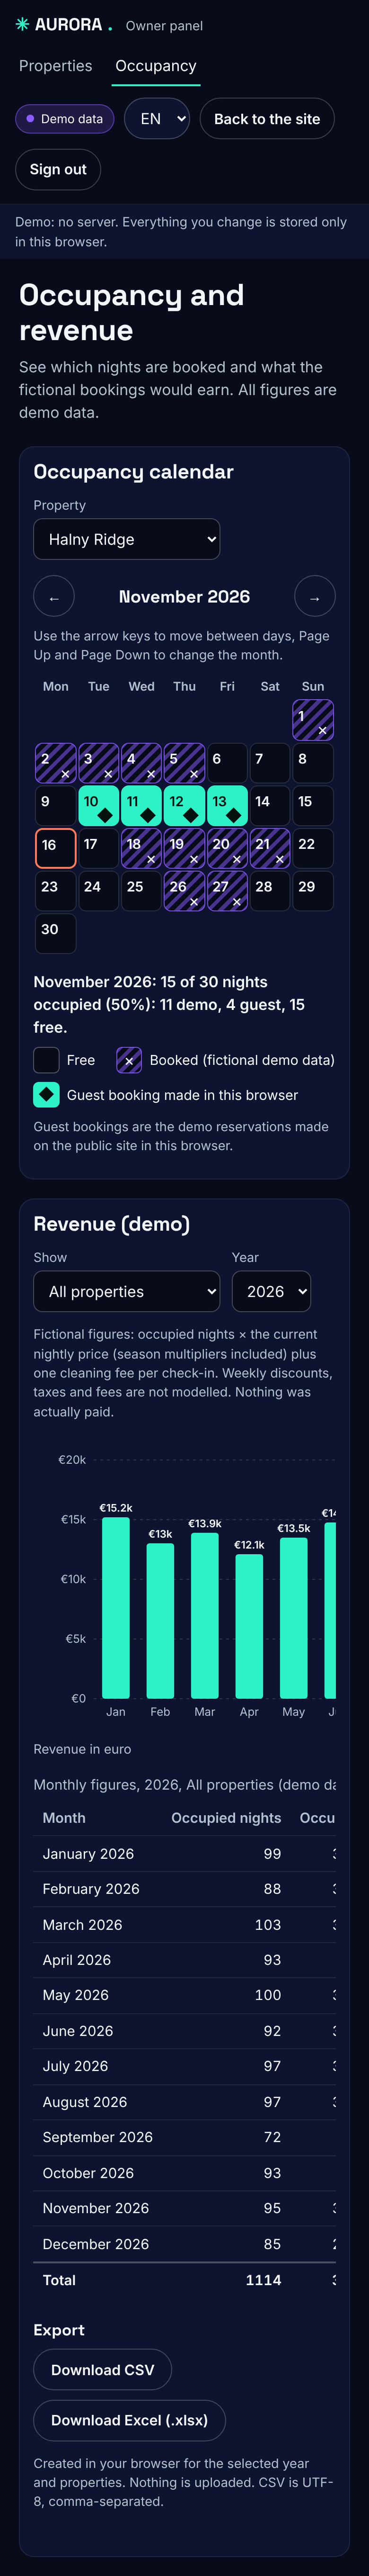 AURORA. Owner panel
Properties Occupancy
Demo data EN Back to the site
Sign out
Demo: no server. Everything you change is stored only
in this browser.
Occupancy and
revenue
See which nights are booked and what the
fictional bookings would earn. All figures are
demo data.
Occupancy calendar
Property
Halny Ridge
← November 2026 →
Use the arrow keys to move between days, Page
Up and Page Down to change the month.
Mon Tue Wed Thu Fri Sat Sun
1
2 3 4 5 6 7 8
9 10 11 12 13 14 15
16 17 18 19 20 21 22
23 24 25 26 27 28 29
30
November 2026: 15 of 30 nights
occupied (50%): 11 demo, 4 guest, 15
free.
Free Booked (fictional demo data)
Guest booking made in this browser
Guest bookings are the demo reservations made
on the public site in this browser.
Revenue (demo)
Show Year
All properties 2026
Fictional figures: occupied nights × the current
nightly price (season multipliers included) plus
one cleaning fee per check-in. Weekly discounts,
taxes and fees are not modelled. Nothing was
actually paid.
€20k
€15k
€10k
€5k
€0
€15.2k €13k €13.9k €12.1k €13.5k
Jan Feb Mar Apr May
Revenue in euro
Monthly figures, 2026, All properties (demo
Month Occupied nights
January 2026 99
February 2026 88
March 2026 103
April 2026 93
May 2026 100
June 2026 92
July 2026 97
August 2026 97
September 2026 72
October 2026 93
November 2026 95
December 2026 85
Total 1114
Export
Download CSV
Download Excel (.xlsx)
Created in your browser for the selected year
and properties. Nothing is uploaded. CSV is UTF-
8, comma-separated.